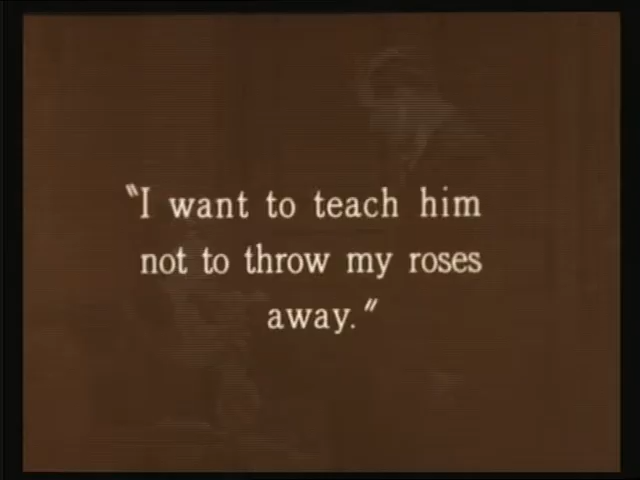 "I want to teach him
not to throw my roses
away."